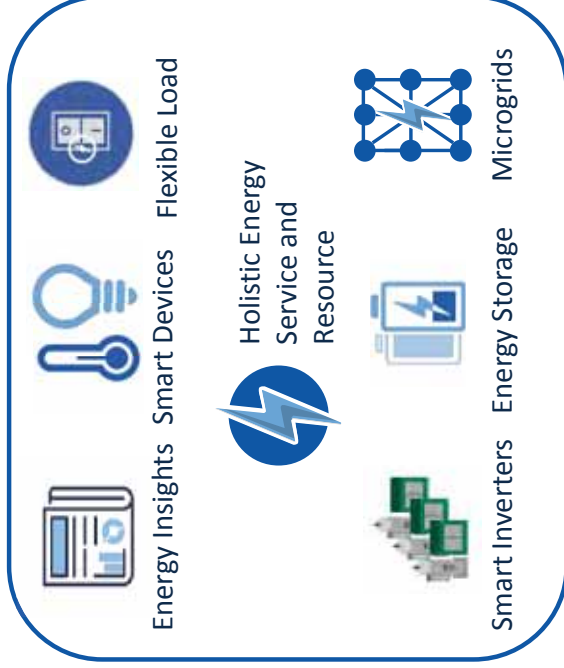 Energy Insights
Smart Devices
Flexible Load
Holistic Energy
Service and
Resource
Smart Inverters
Energy Storage
Microgrids